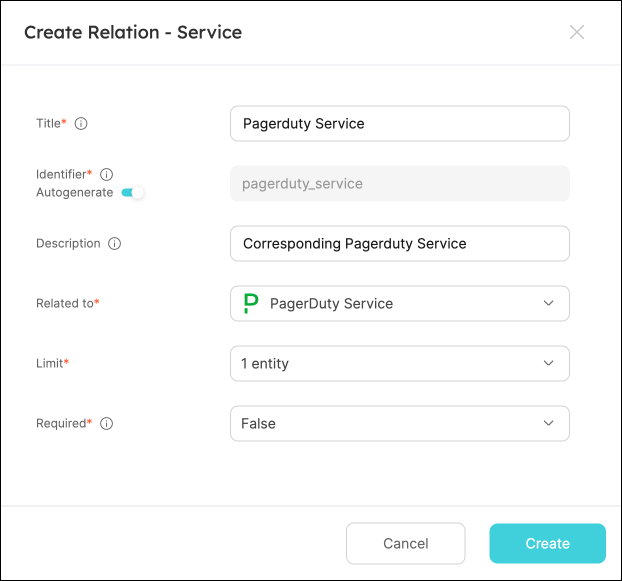 Create Relation - Service
Title*
Pagerduty Service
Identifier*
Autogenerate
pagerduty_service
Description
Corresponding Pagerduty Service
Related to*
PagerDuty Service
Limit*
1 entity
Required*
False
Cancel
Create